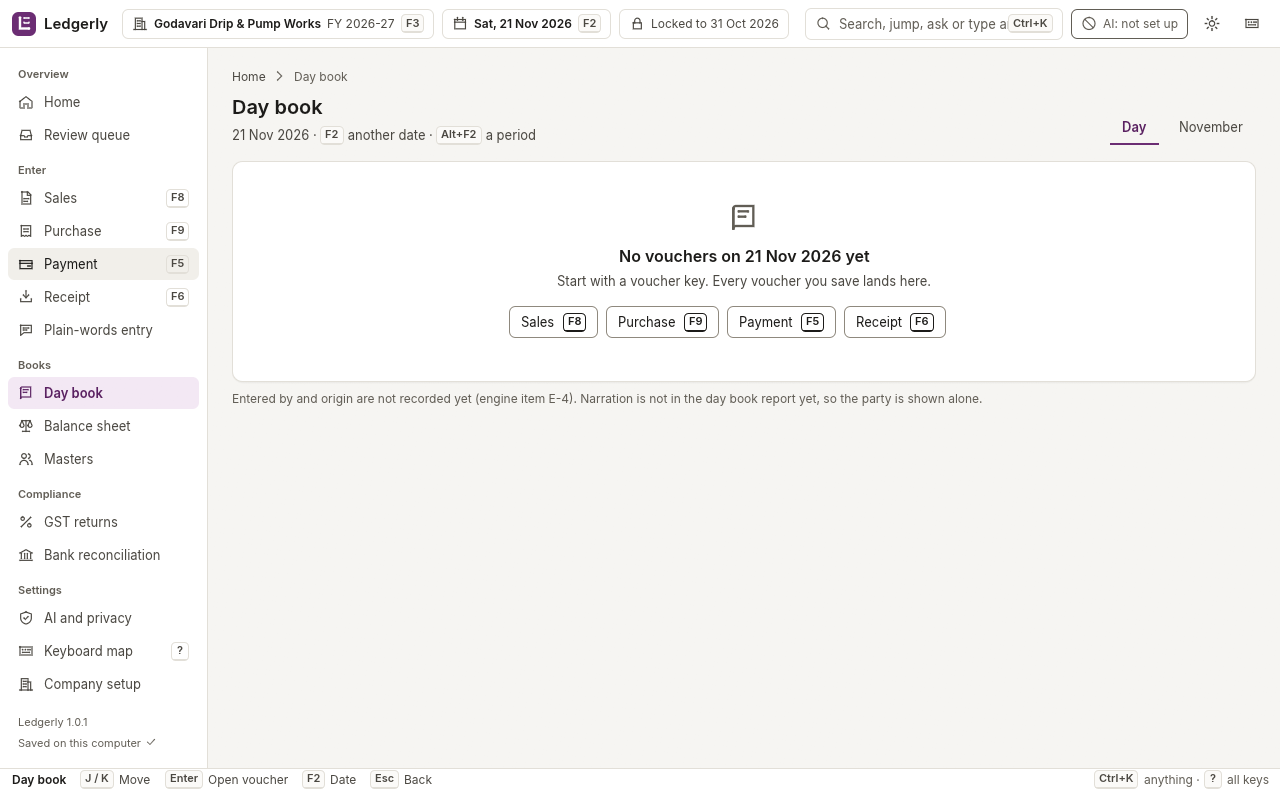 Ledgerly
Godavari Drip & Pump Works FY 2026-27 F3
Sat, 21 Nov 2026 F2
Locked to 31 Oct 2026
Search, jump, ask or type a Ctrl+K
AI: not set up
Overview
Home
Review queue
Enter
Sales F8
Purchase F9
Payment F5
Receipt F6
Plain-words entry
Books
Day book
Balance sheet
Masters
Compliance
GST returns
Bank reconciliation
Settings
AI and privacy
Keyboard map ?
Company setup
Ledgerly 1.0.1
Saved on this computer
Home Day book
Day book
21 Nov 2026 · F2 another date · Alt+F2 a period
Day November
No vouchers on 21 Nov 2026 yet
Start with a voucher key. Every voucher you save lands here.
Sales F8 Purchase F9 Payment F5 Receipt F6
Entered by and origin are not recorded yet (engine item E-4). Narration is not in the day book report yet, so the party is shown alone.
Day book J / K Move Enter Open voucher F2 Date Esc Back
Ctrl+K anything · ? all keys